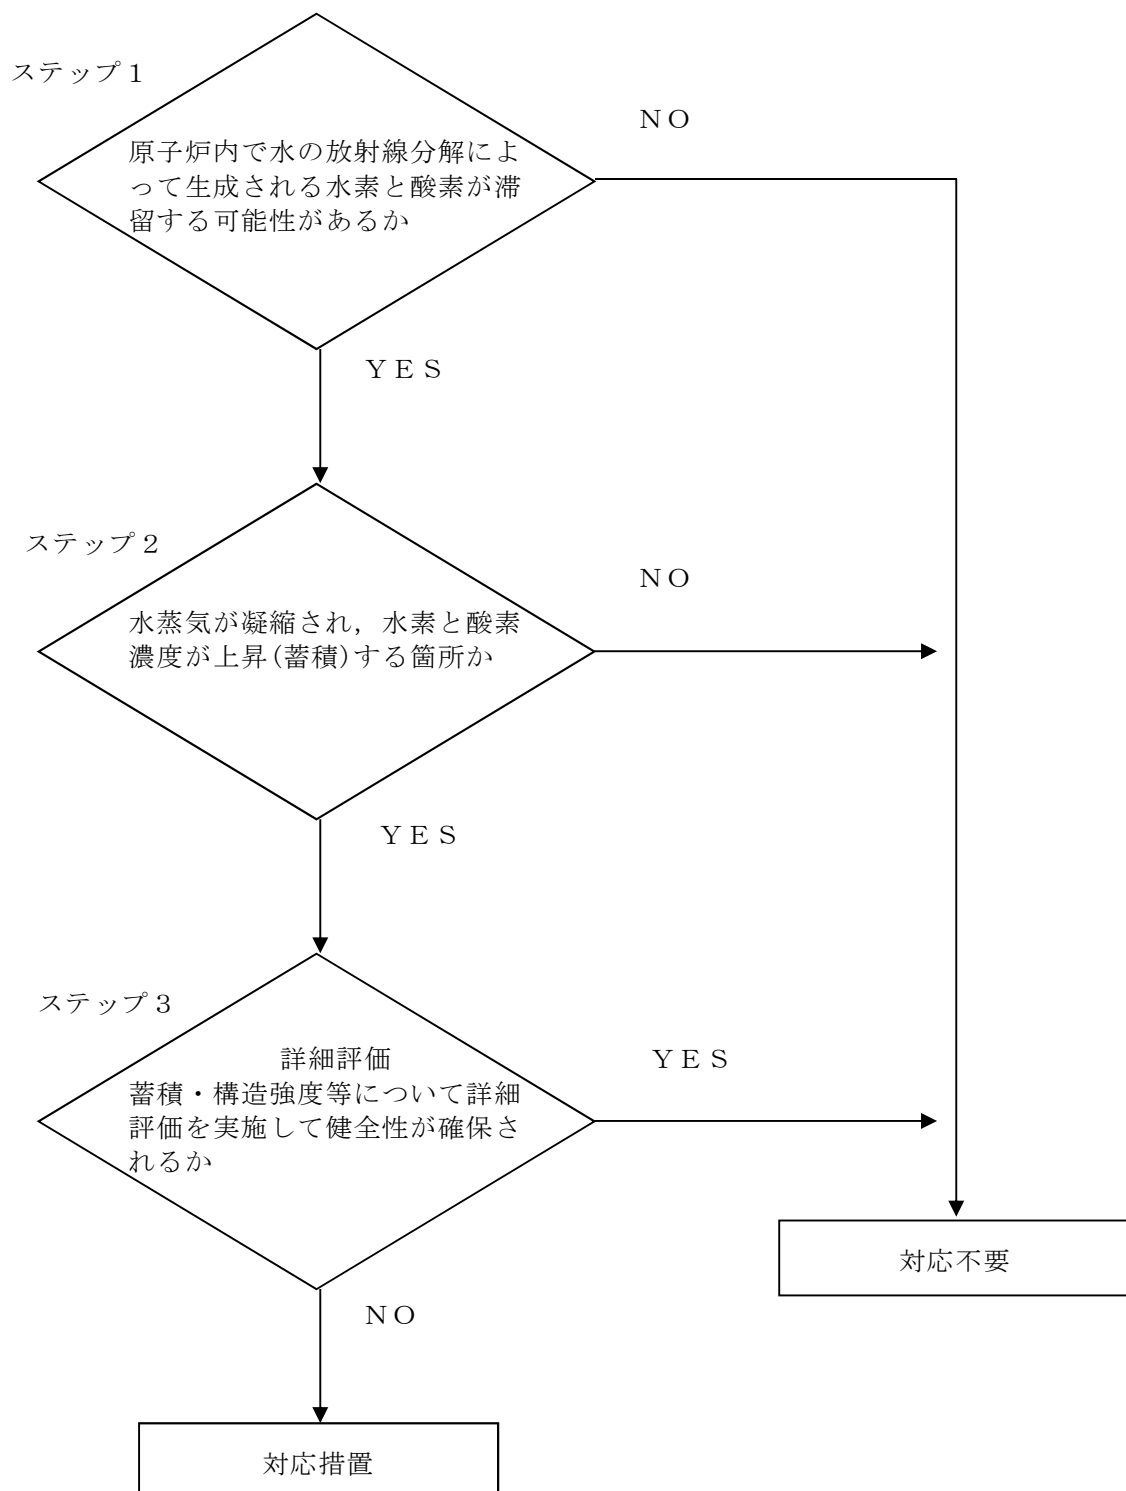 ステップ１
NO
原子炉内で水の放射線分解によ
って生成される水素と酸素が滞
留する可能性があるか
YES
ステップ２
NO
水蒸気が凝縮され，水素と酸素
濃度が上昇(蓄積)する箇所か
YES
ステップ３
詳細評価
YES
蓄積・構造強度等について詳細
評価を実施して健全性が確保さ
れるか
対応不要
NO
対応措置